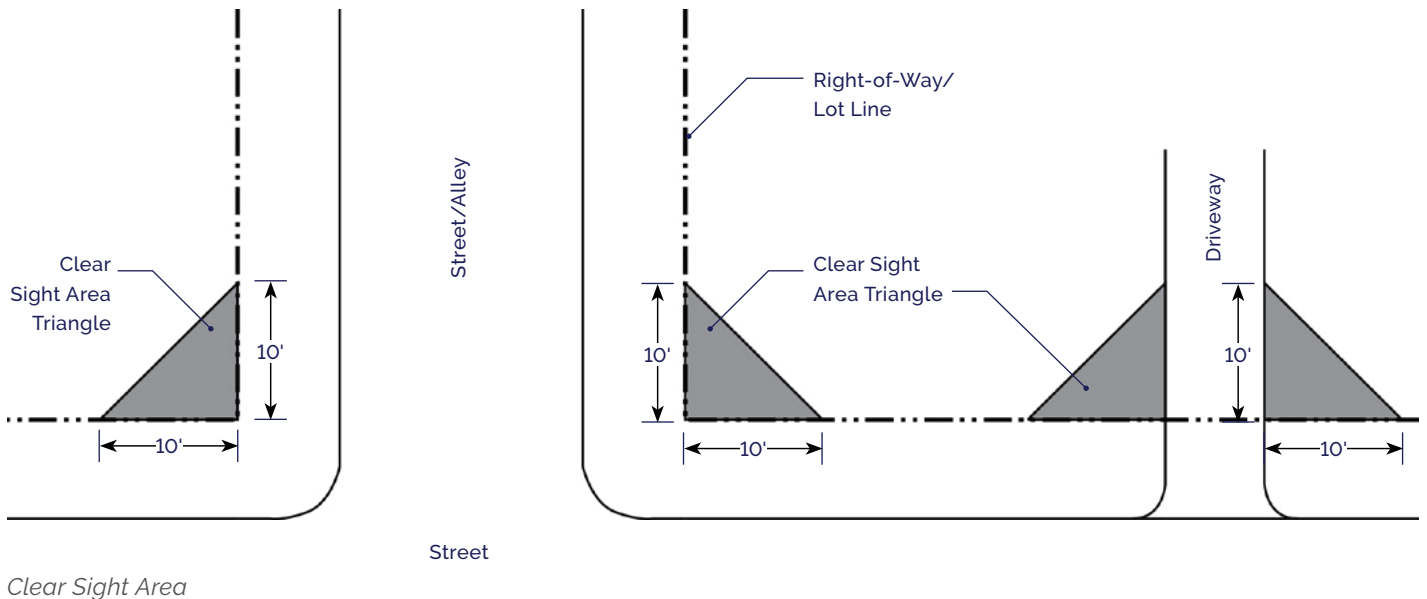 Right-of-Way/
Lot Line
Street/Alley
Driveway
Clear
Sight Area
Triangle
Clear Sight
Area Triangle
10'
10'
10'
10'
10'
10'
Street
Clear Sight Area